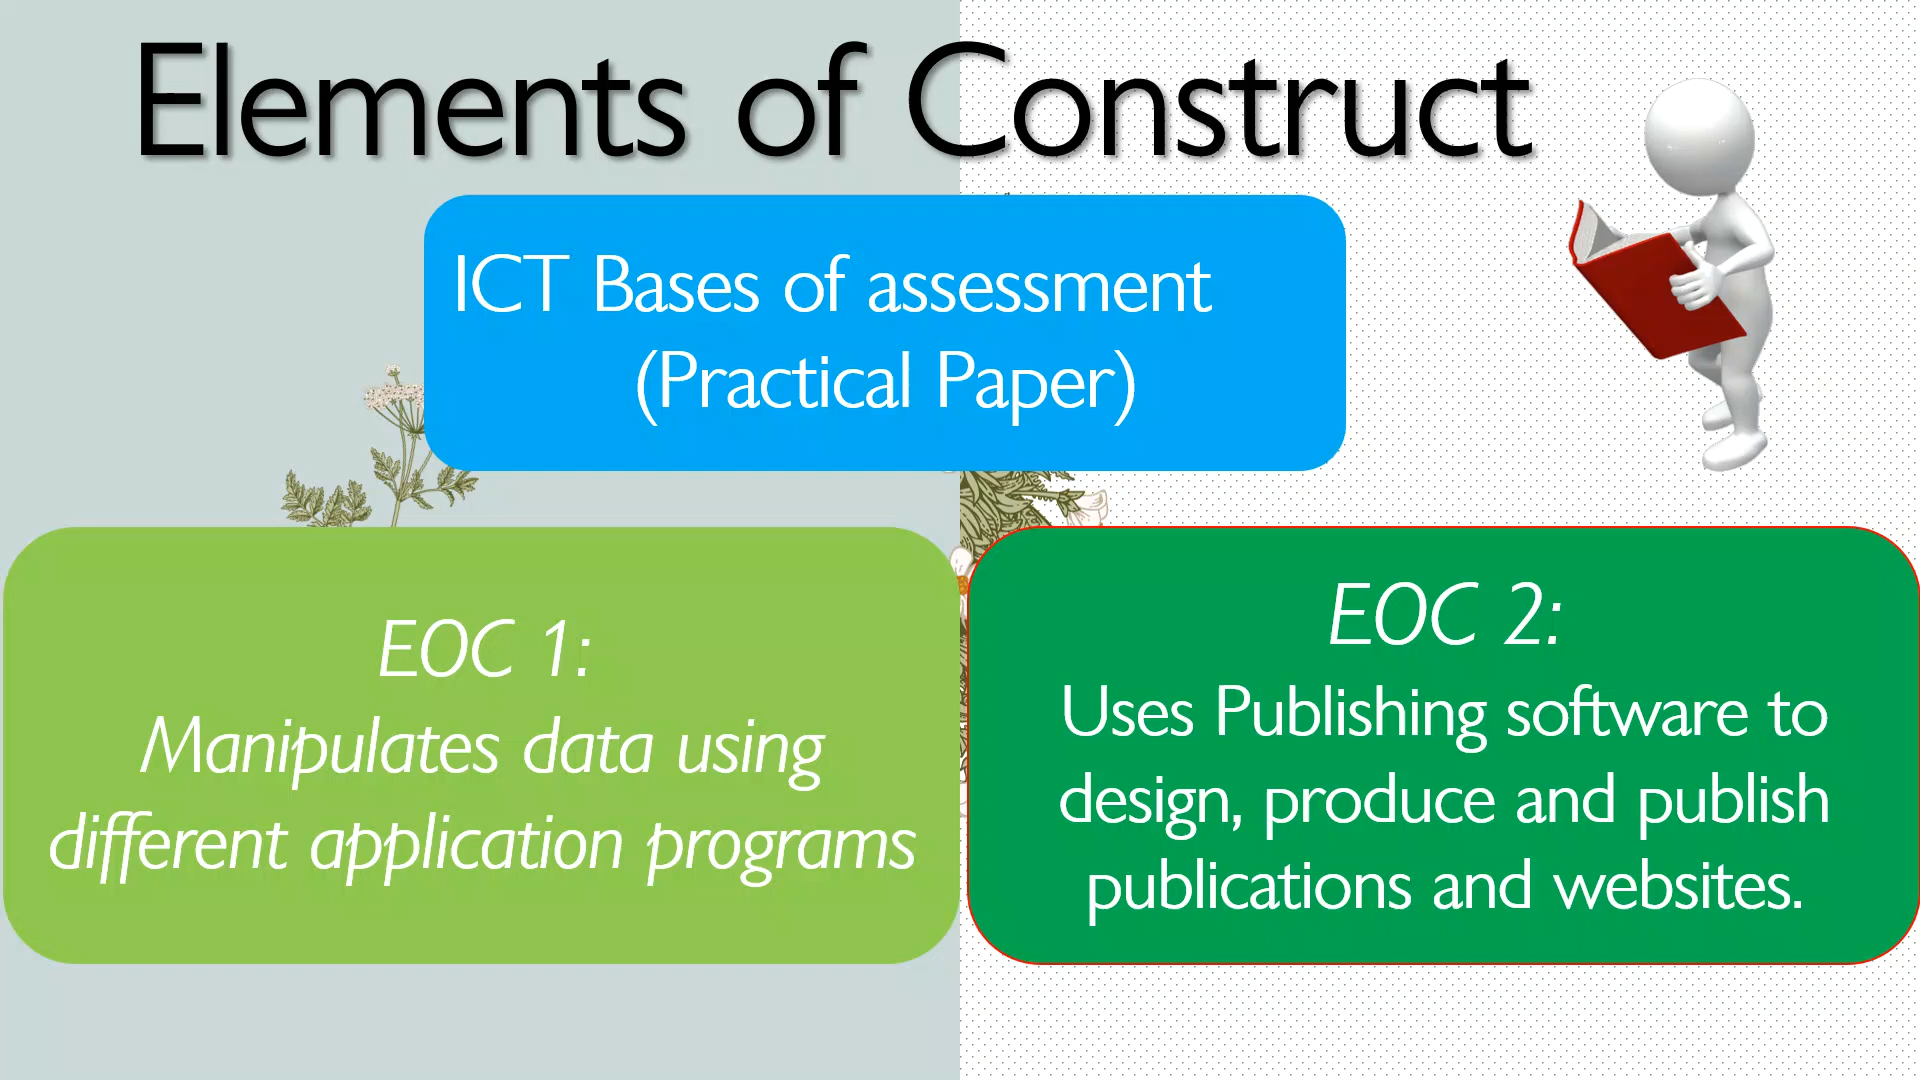 Elements of Construct
ICT Bases of assessment
(Practical Paper)
EOC 1:
Manipulates data using
different application programs
EOC 2:
Uses Publishing software to
design, produce and publish
publications and websites.